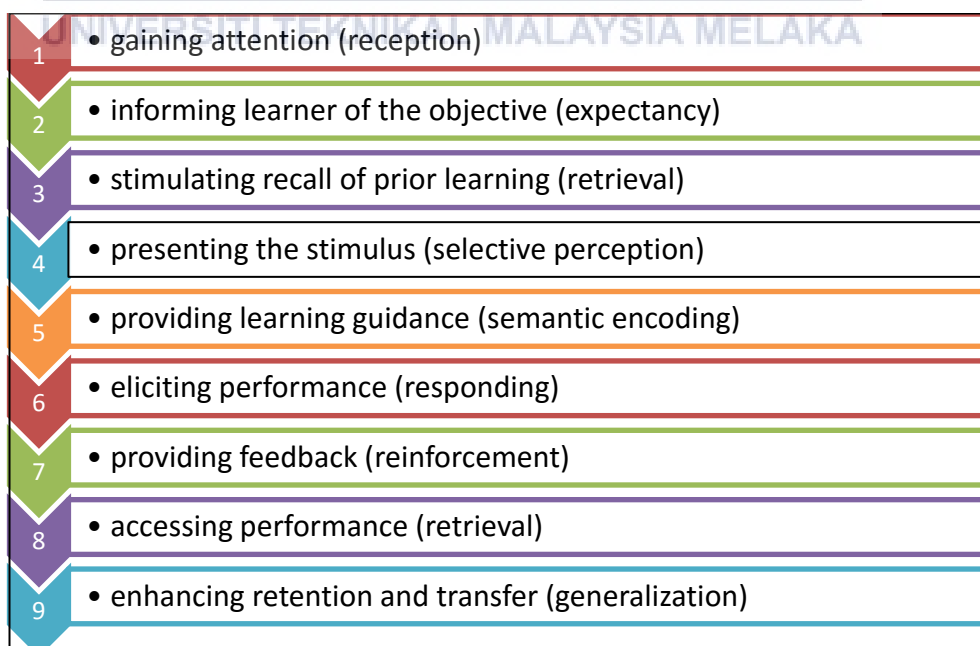 UNIVERSITI TEKNIKAL MALAYSIA MELAKA
1 • gaining attention (reception)
2 • informing learner of the objective (expectancy)
3 • stimulating recall of prior learning (retrieval)
4 • presenting the stimulus (selective perception)
5 • providing learning guidance (semantic encoding)
6 • eliciting performance (responding)
7 • providing feedback (reinforcement)
8 • accessing performance (retrieval)
9 • enhancing retention and transfer (generalization)